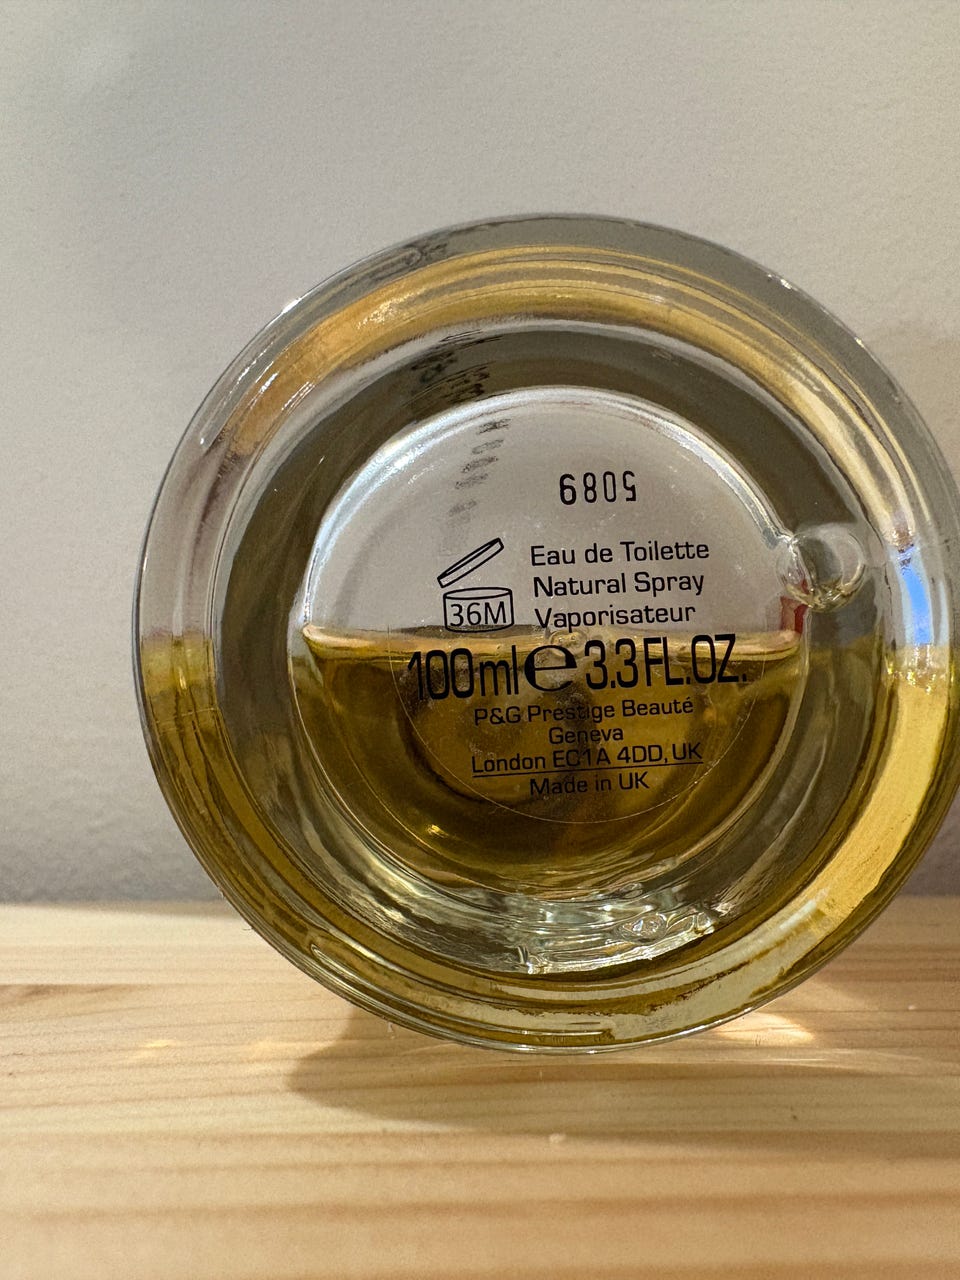 5089
Eau de Toilette
Natural Spray
36M Vaporisateur
100ml e 3.3FL.OZ.
P&G Prestige Beauté
Geneva
London EC1A 4DD, UK
Made in UK